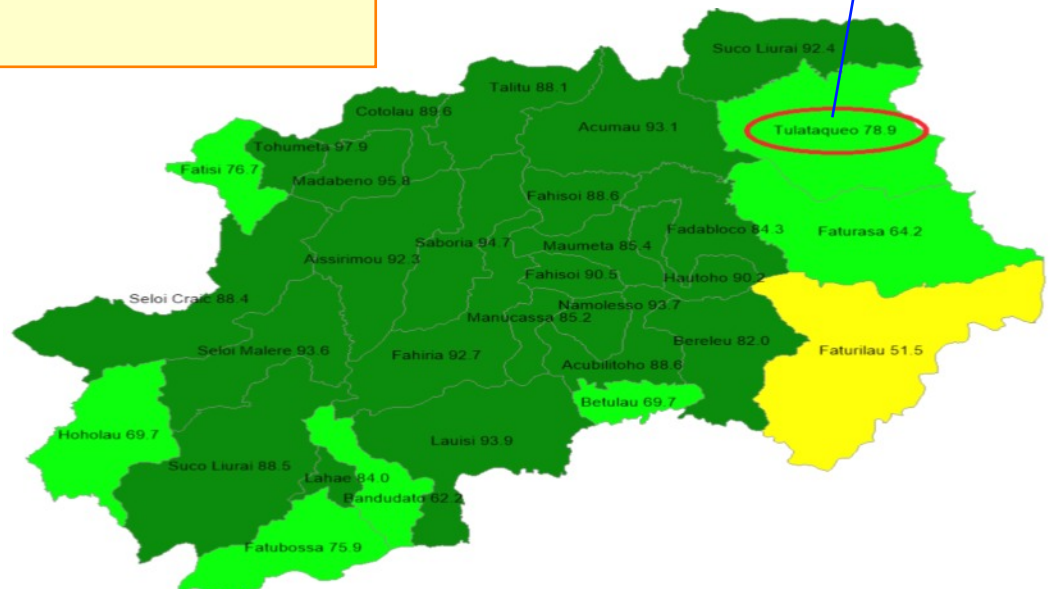 Suco Liurai 92.4
Talitu 88.1
Cotolau 89.6
Acumau 93.1
Tulataqueo 78.9
Tohumeta 97.9
Fatisi 76.7
Madabeno 95.8
Fahisoi 88.6
Fadabloco 84.3
Faturasa 64.2
Saboria 94.7
Maumeta 85.4
Aissirimou 92.3
Fahisoi 90.5
Hautoho 90.2
Seloi Craic 88.4
Namolesso 93.7
Manucassa 85.2
Bereleu 82.0
Seloi Malere 93.6
Fahiria 92.7
Faturilau 51.5
Acubilitoho 88.6
Betulau 69.7
Hoholau 69.7
Lauisi 93.9
Suco Liurai 88.5
Lahae 84.0
Bandudato 62.2
Fatubossa 75.9